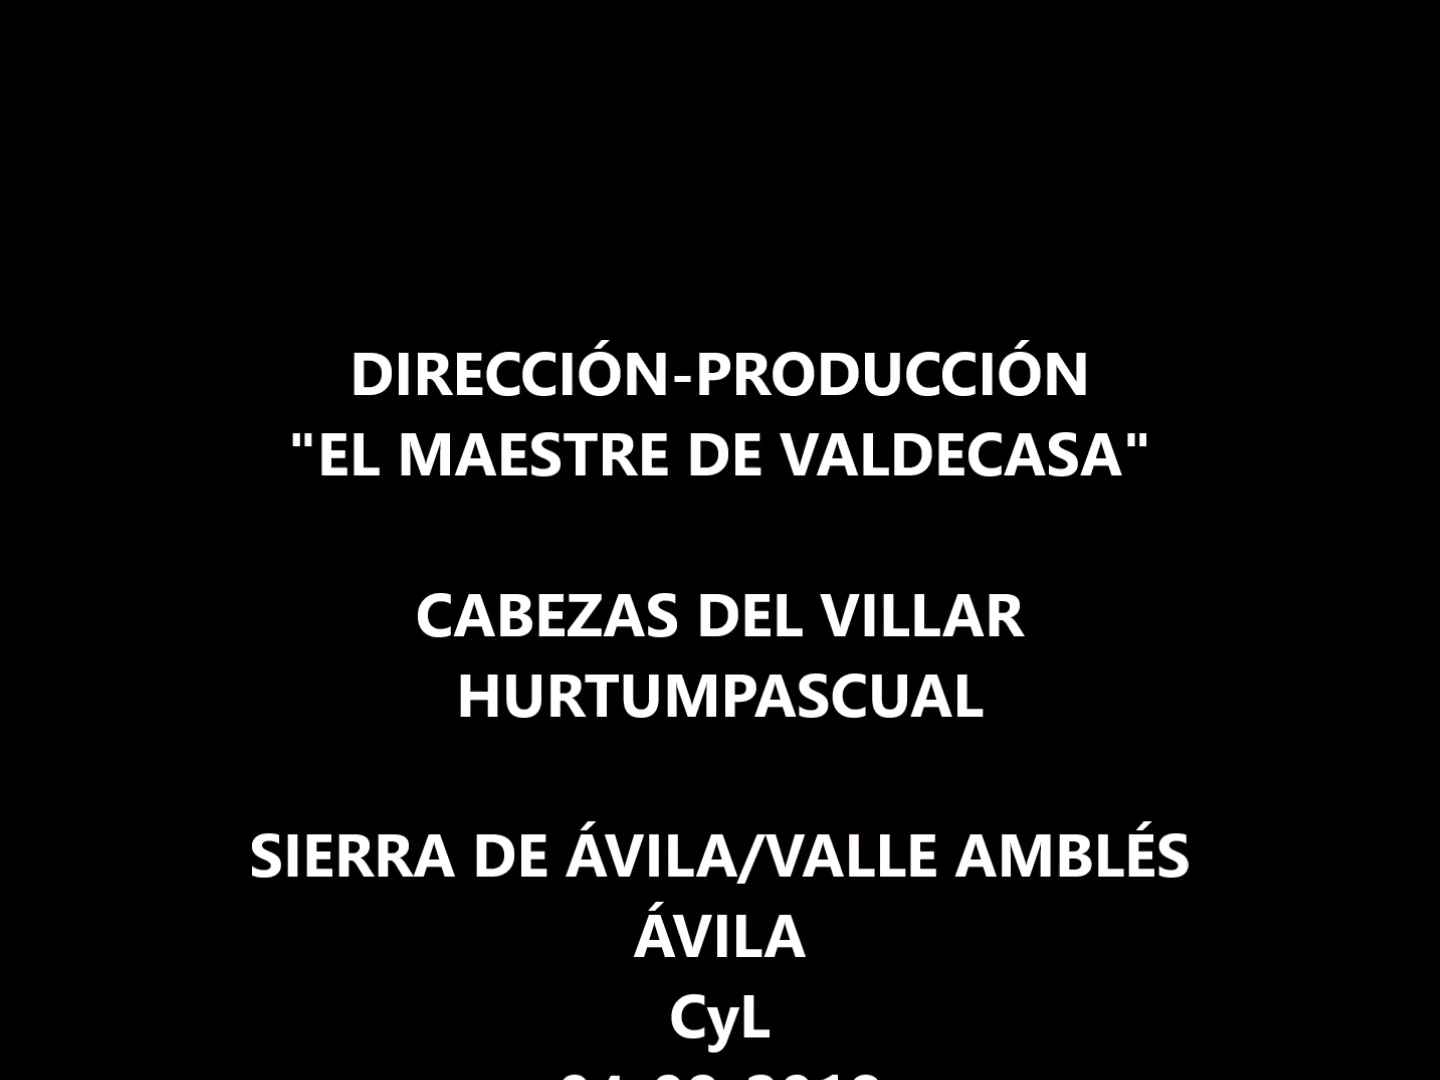 DIRECCIÓN-PRODUCCIÓN
"EL MAESTRE DE VALDECASA"
CABEZAS DEL VILLAR
HURTUMPASCUAL
SIERRA DE ÁVILA/VALLE AMBLÉS
ÁVILA
CyL